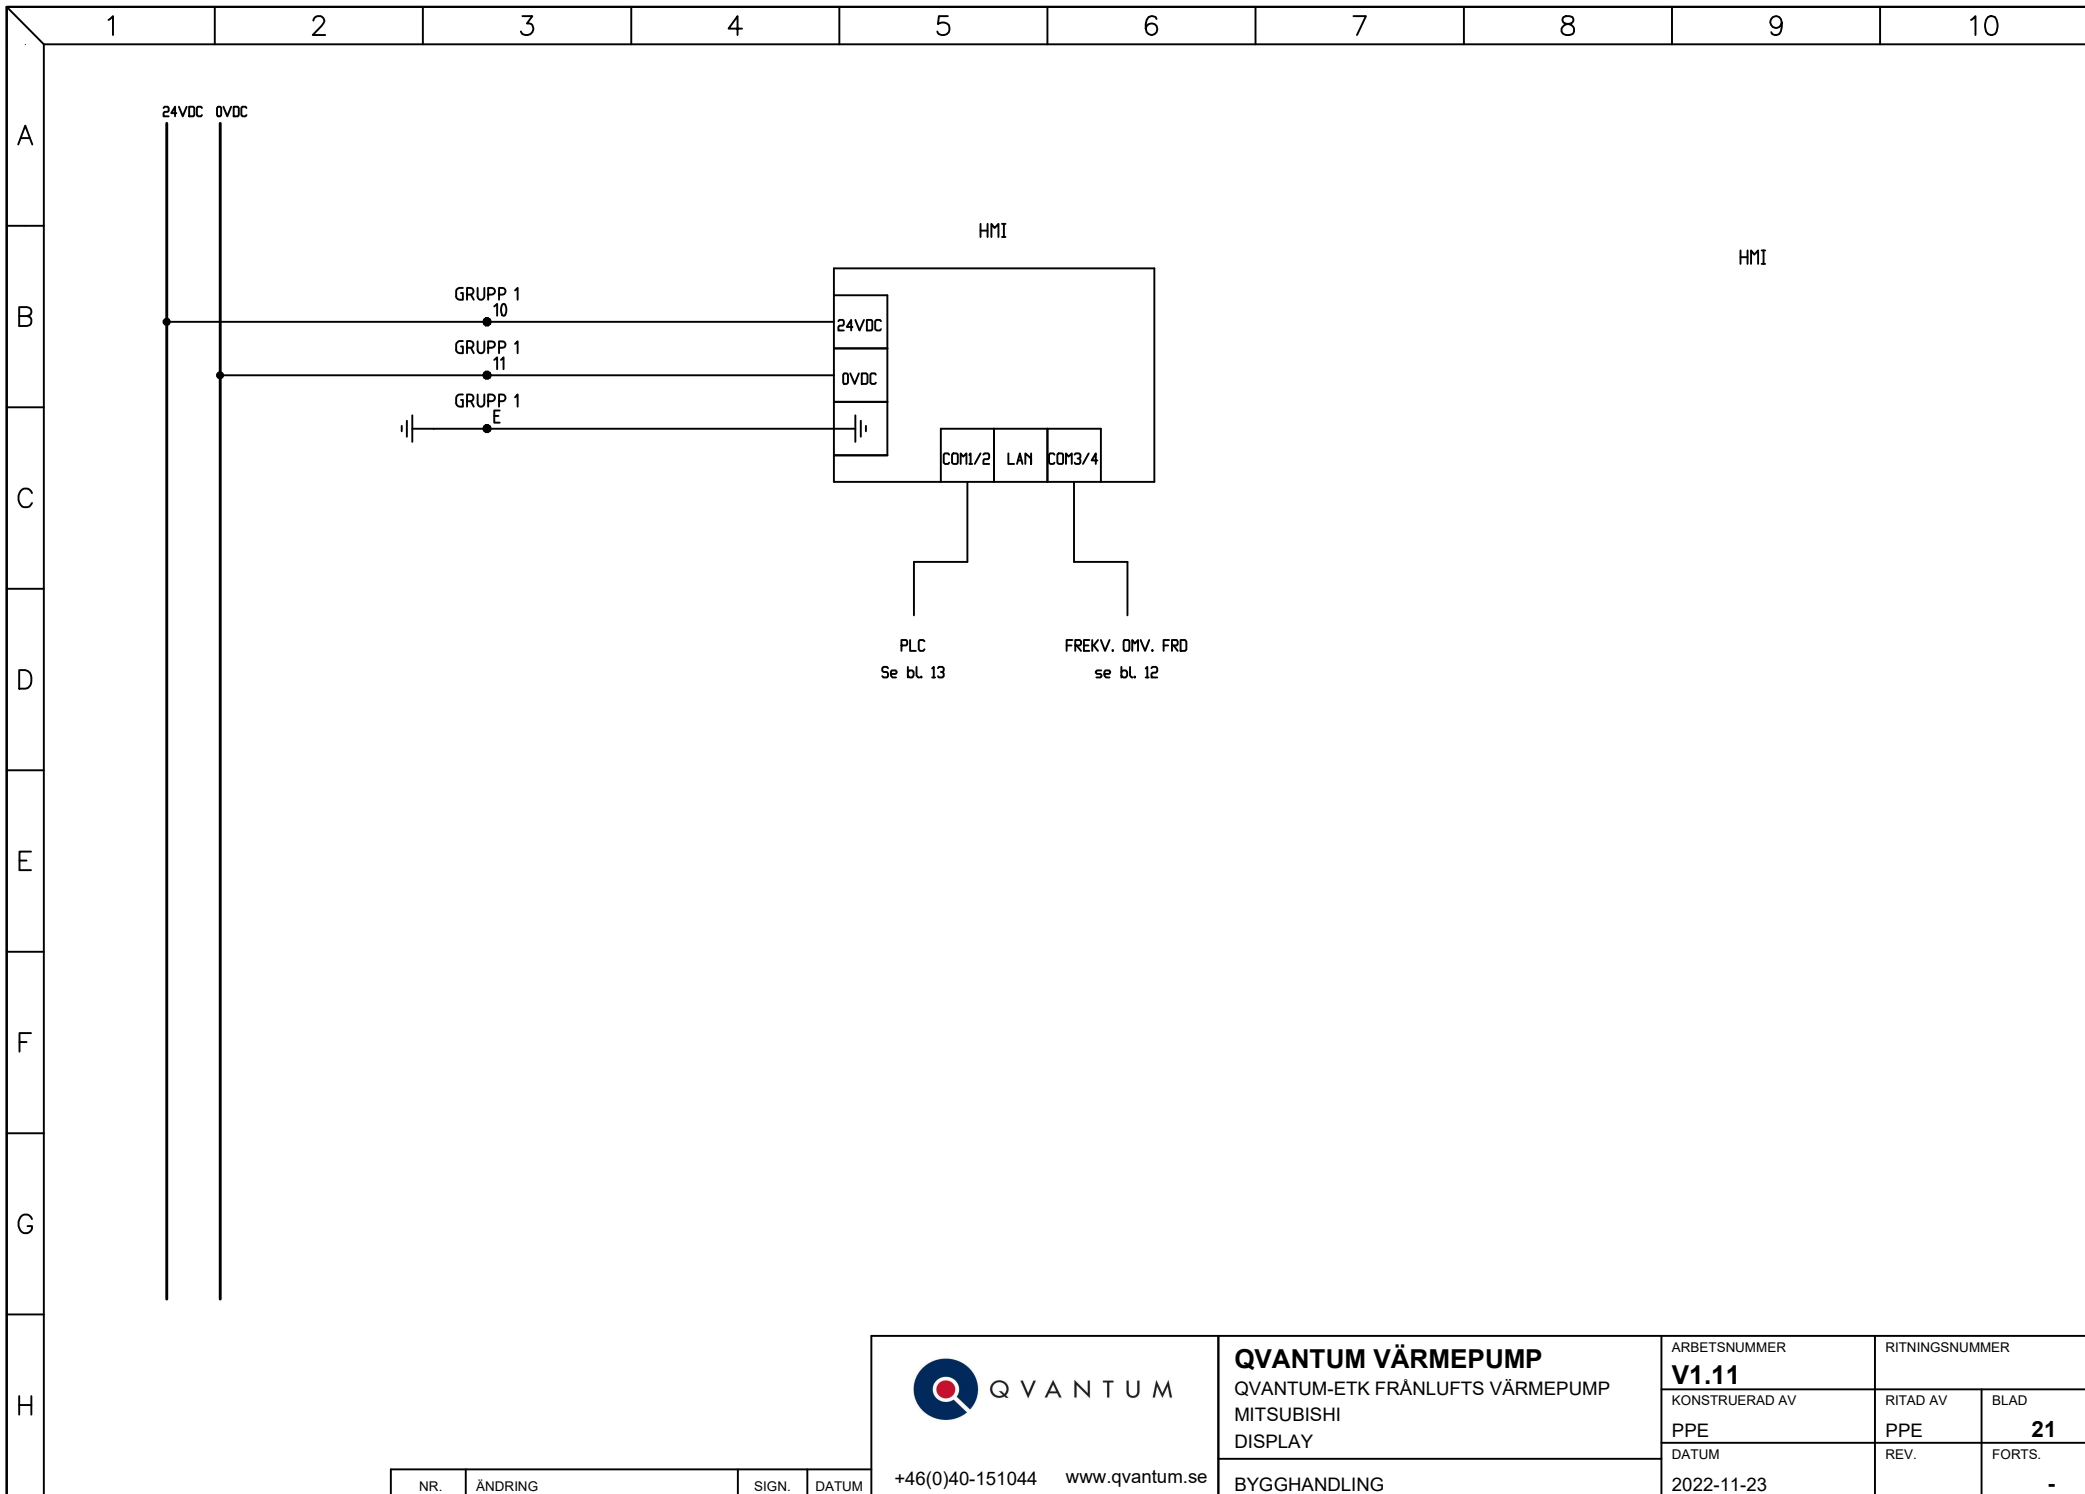 1 2 3 4 5 6 7 8 9 10
A
B
C
D
E
F
G
H
24VDC 0VDC
HMI
HMI
GRUPP 1
10
GRUPP 1
11
GRUPP 1
E
24VDC
0VDC
COM1/2 LAN COM3/4
PLC
Se bl. 13
FREKV. OMV. FRD
se bl. 12
NR. ÄNDRING SIGN. DATUM
QVANTUM
+46(0)40-151044 www.qvantum.se
QVANTUM VÄRMEPUMP
QVANTUM-ETK FRÅNLUFTS VÄRMEPUMP
MITSUBISHI
DISPLAY
BYGGHANDLING
ARBETSNUMMER
V1.11
RITNINGSNUMMER
KONSTRUERAD AV
PPE
RITAD AV
PPE
BLAD
21
DATUM
2022-11-23
REV.
FORTS.
-